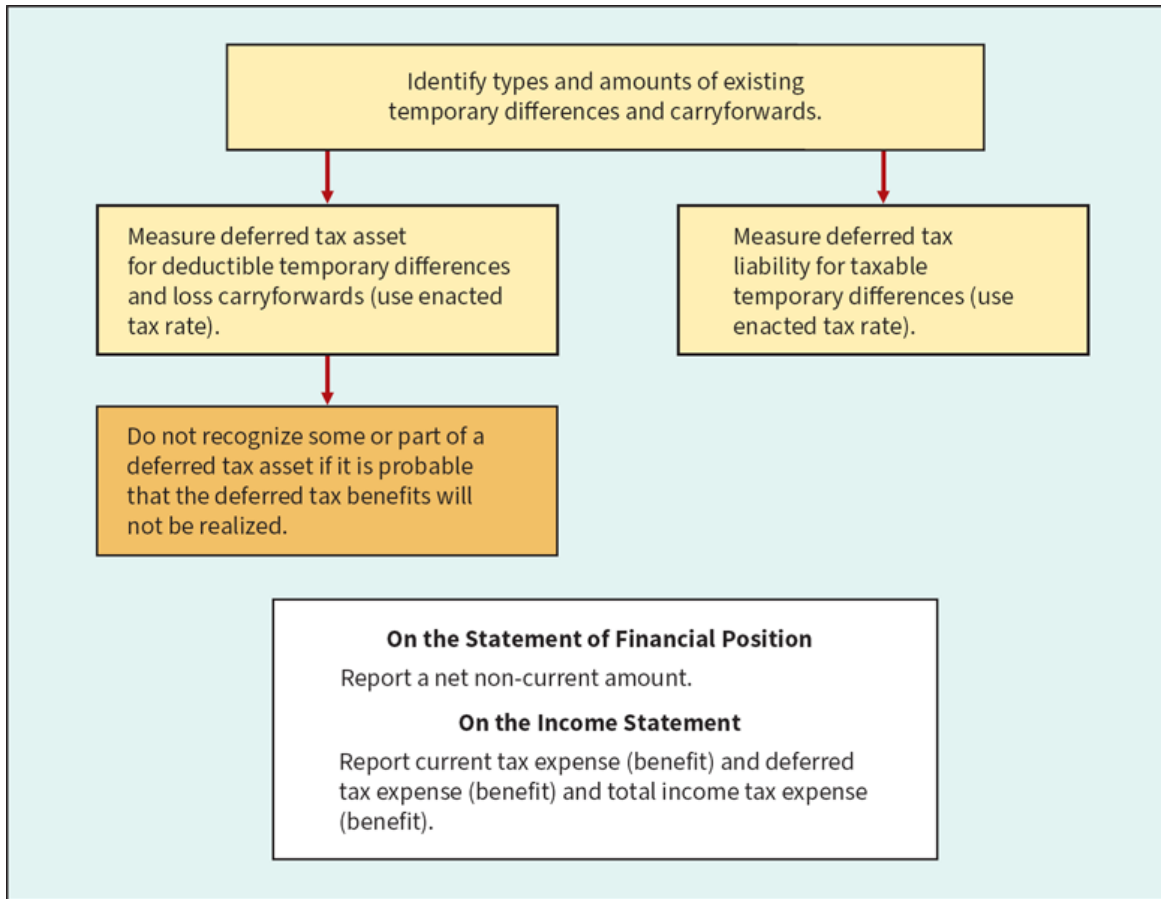 Identify types and amounts of existing
temporary differences and carryforwards.
Measure deferred tax asset
for deductible temporary differences
and loss carryforwards (use enacted
tax rate).
Measure deferred tax
liability for taxable
temporary differences (use
enacted tax rate).
Do not recognize some or part of a
deferred tax asset if it is probable
that the deferred tax benefits will
not be realized.
On the Statement of Financial Position
Report a net non-current amount.
On the Income Statement
Report current tax expense (benefit) and deferred
tax expense (benefit) and total income tax expense
(benefit).